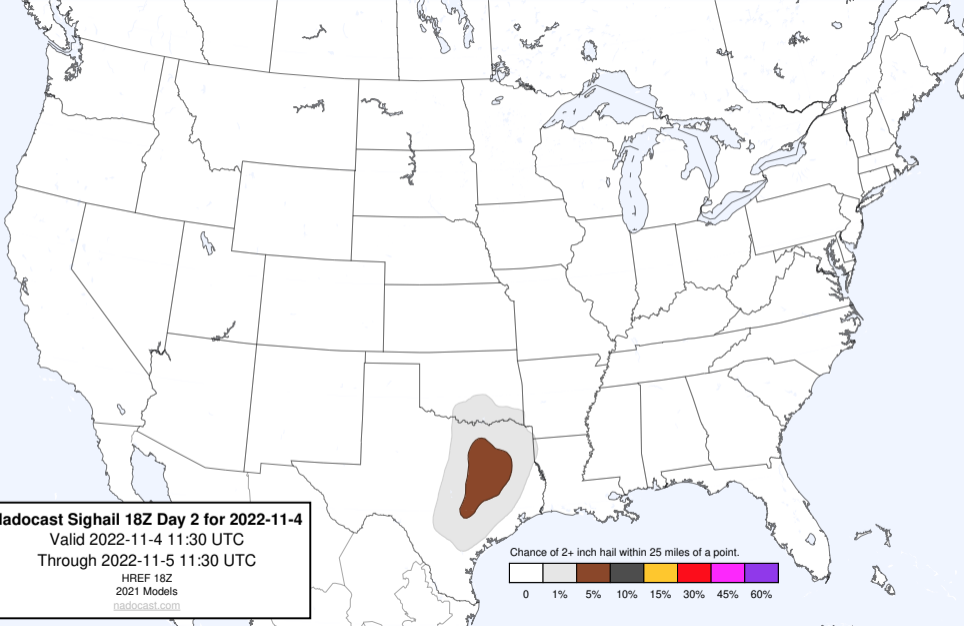 adocast Sighail 18Z Day 2 for 2022-11-4
Valid 2022-11-4 11:30 UTC
Through 2022-11-5 11:30 UTC
HREF 18Z
2021 Models
nadocast.com
Chance of 2+ inch hail within 25 miles of a point.
0 1% 5% 10% 15% 30% 45% 60%